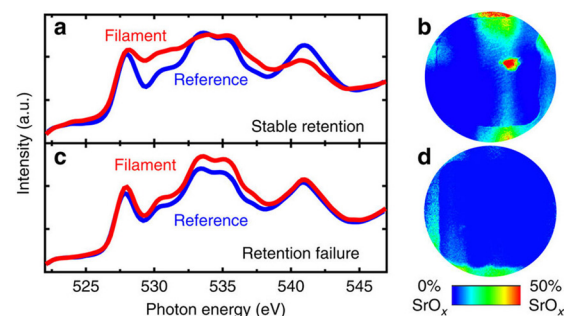 a
Filament
Reference
Stable retention
b
c
Filament
Reference
Retention failure
d
Intensity (a.u.)
525 530 535 540 545
Photon energy (eV)
0% 50%
SrOₓ SrOₓ